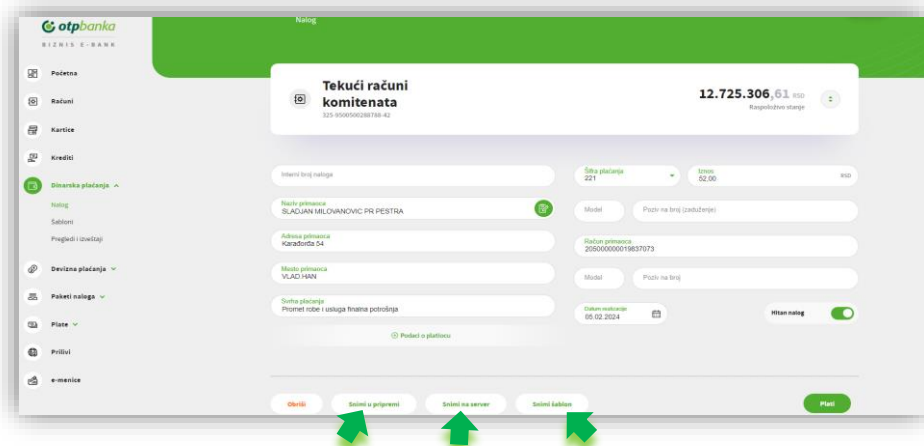 otpbanka
BIZNIS E-BANK
Početna
Računi
Kartice
Krediti
Dinarska plaćanja
Nalog
Šabloni
Pregledi i izveštaji
Devizna plaćanja
Paketi naloga
Plate
Prilivi
e-menice
Nalog
Tekući računi
komitenata
325-9500500288788-42
12.725.306,61 RSD
Raspoloživo stanje
Interni broj naloga
Naziv primaoca
SLADJAN MILOVANOVIC PR PESTRA
Adresa primaoca
Karađorđa 54
Mesto primaoca
VLAD.HAN
Svrha plaćanja
Promet robe i usluga finalna potrošnja
Podaci o platiocu
Šifra plaćanja
221
Iznos
52,00
RSD
Model
Poziv na broj (zaduženje)
Račun primaoca
205000000019837073
Model
Poziv na broj
Datum realizacije
05.02.2024
Hitan nalog
Obriši
Snimi u pripremi
Snimi na server
Snimi šablon
Plati